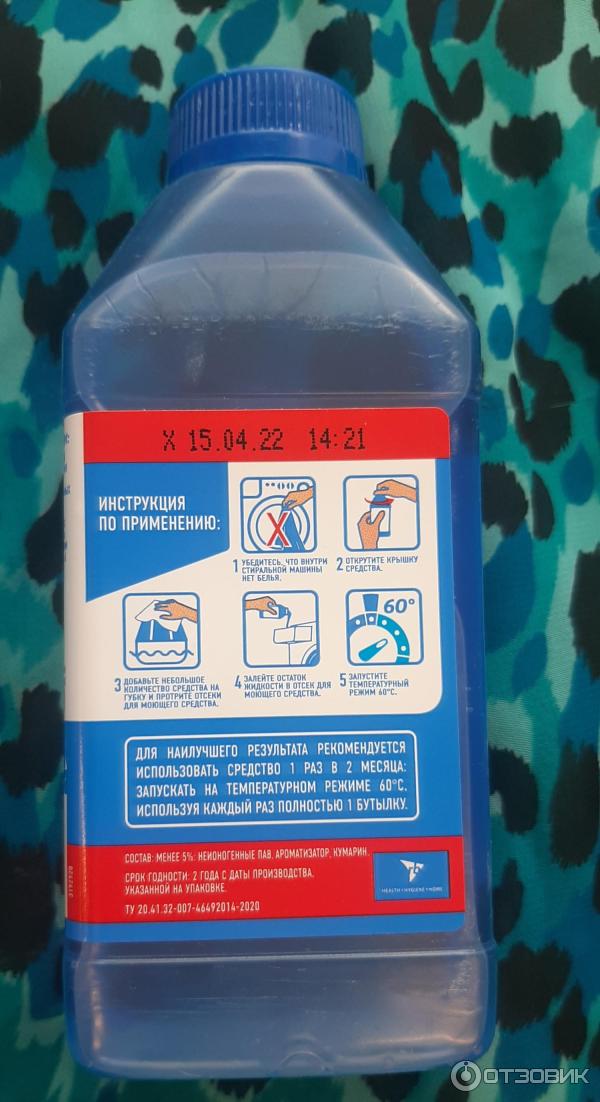 X 15.04.22 14:21
ИНСТРУКЦИЯ
ПО ПРИМЕНЕНИЮ:
1 УБЕДИТЕСЬ, ЧТО ВНУТРИ
СТИРАЛЬНОЙ МАШИНЫ
НЕТ БЕЛЬЯ.
2 ОТКРУТИТЕ КРЫШКУ
СРЕДСТВА.
60°
3 ДОБАВЬТЕ НЕБОЛЬШОЕ
КОЛИЧЕСТВО СРЕДСТВА НА
ГУБКУ И ПРОТРИТЕ ОТСЕКИ
ДЛЯ МОЮЩЕГО СРЕДСТВА.
4 ЗАЛЕЙТЕ ОСТАТОК
ЖИДКОСТИ В ОТСЕК ДЛЯ
МОЮЩЕГО СРЕДСТВА.
5 ЗАПУСТИТЕ
ТЕМПЕРАТУРНЫЙ
РЕЖИМ 60°С.
ДЛЯ НАИЛУЧШЕГО РЕЗУЛЬТАТА РЕКОМЕНДУЕТСЯ
ИСПОЛЬЗОВАТЬ СРЕДСТВО 1 РАЗ В 2 МЕСЯЦА:
ЗАПУСКАТЬ НА ТЕМПЕРАТУРНОМ РЕЖИМЕ 60°С,
ИСПОЛЬЗУЯ КАЖДЫЙ РАЗ ПОЛНОСТЬЮ 1 БУТЫЛКУ.
СОСТАВ: МЕНЕЕ 5%: НЕИОНОГЕННЫЕ ПАВ, АРОМАТИЗАТОР, КУМАРИН.
СРОК ГОДНОСТИ: 2 ГОДА С ДАТЫ ПРОИЗВОДСТВА,
УКАЗАННОЙ НА УПАКОВКЕ.
ТУ 20.41.32-007-46492014-2020
HEALTH • HYGIENE • HOME
3192920
ОТЗОВИК